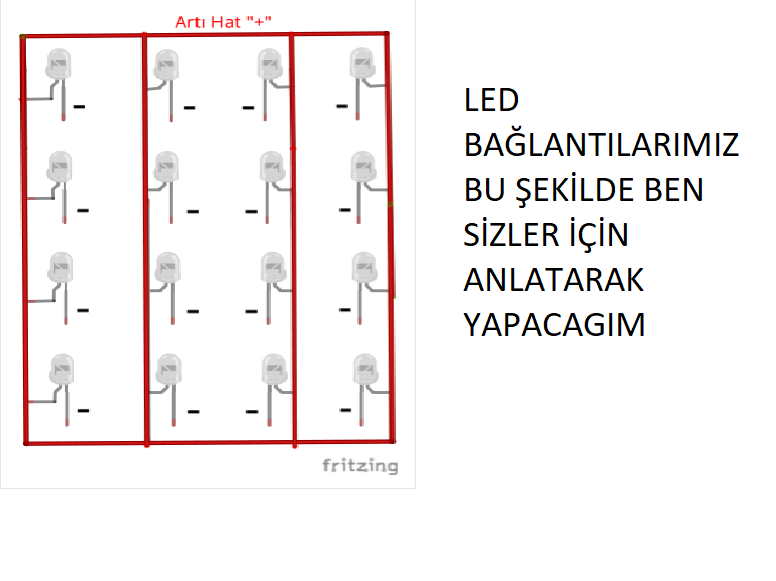 Artı Hat "+"
LED
BAĞLANTILARIMIZ
BU ŞEKİLDE BEN
SİZLER İÇİN
ANLATARAK
YAPACAGIM
fritzing